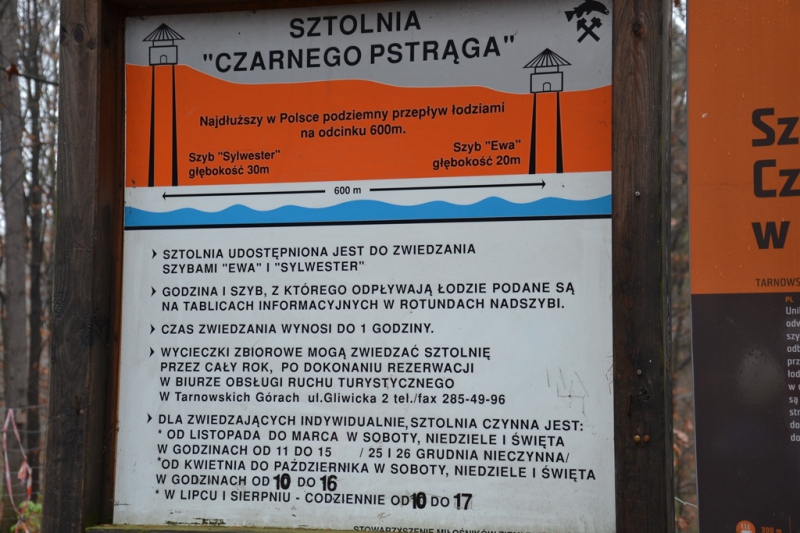 SZTOLNIA
"CZARNEGO PSTRĄGA"
Najdłuższy w Polsce podziemny przepływ łodziami
na odcinku 600m.
Szyb "Sylwester"
głębokość 30m
Szyb "Ewa"
głębokość 20m
600 m
SZTOLNIA UDOSTĘPNIONA JEST DO ZWIEDZANIA
SZYBAMI "EWA" I "SYLWESTER"
GODZINA I SZYB, Z KTÓREGO ODPŁYWAJĄ ŁODZIE PODANE SĄ
NA TABLICACH INFORMACYJNYCH W ROTUNDACH NADSZYBI.
CZAS ZWIEDZANIA WYNOSI DO 1 GODZINY.
WYCIECZKI ZBIOROWE MOGĄ ZWIEDZAĆ SZTOLNIĘ
PRZEZ CAŁY ROK, PO DOKONANIU REZERWACJI
W BIURZE OBSŁUGI RUCHU TURYSTYCZNEGO
W Tarnowskich Górach ul.Gliwicka 2 tel./fax 285-49-96
DLA ZWIEDZAJĄCYCH INDYWIDUALNIE, SZTOLNIA CZYNNA JEST:
* OD LISTOPADA DO MARCA W SOBOTY, NIEDZIELE I ŚWIĘTA
W GODZINACH OD 11 DO 15 / 25 I 26 GRUDNIA NIECZYNNA/
*OD KWIETNIA DO PAŹDZIERNIKA W SOBOTY, NIEDZIELE I ŚWIĘTA
W GODZINACH OD 10 DO 16
* W LIPCU I SIERPNIU - CODZIENNIE OD 10 DO 17
STOWARZYSZENIE MIŁOŚNIKÓW
Sz
Cz
w
TARNOWS
PL
300 m